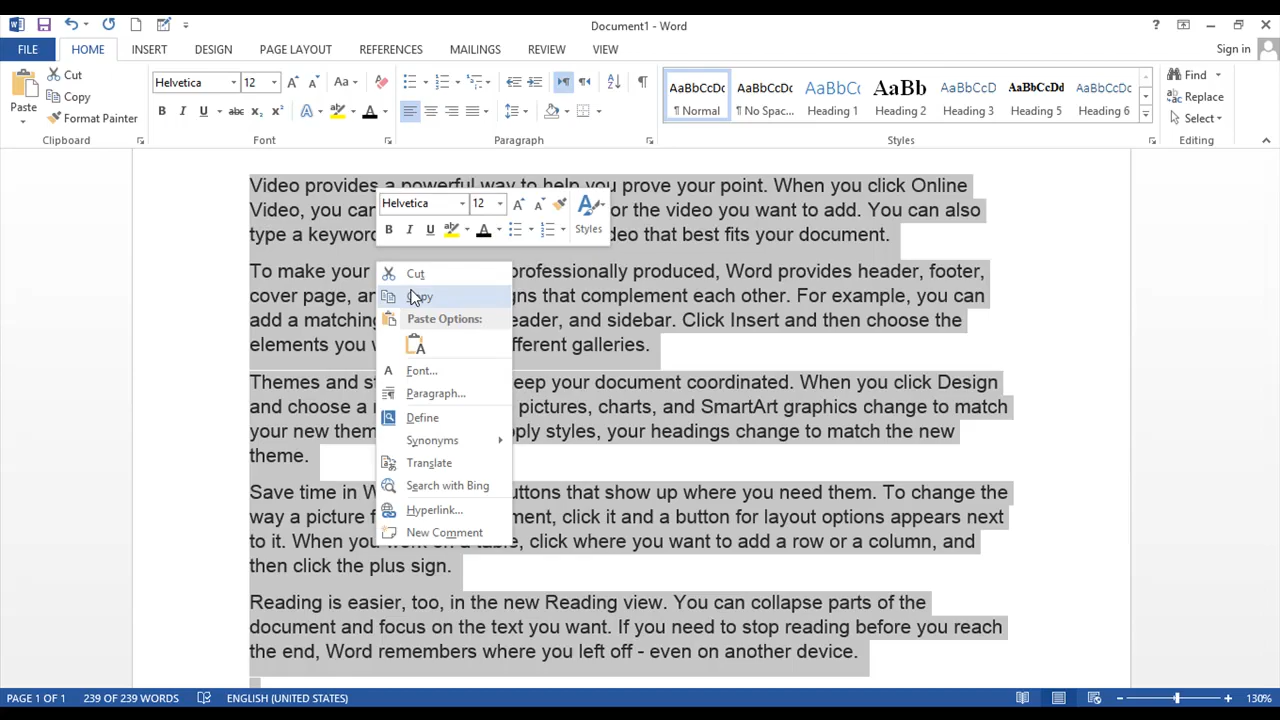 Document1 - Word
FILE HOME INSERT DESIGN PAGE LAYOUT REFERENCES MAILINGS REVIEW VIEW Sign in
Paste
Cut
Copy
Format Painter
Clipboard
Helvetica 12
Font
Paragraph
AaBbCcDc AaBbCcDc AaBbCc AaBb AaBbCcD AaBbCcDd AaBbCcDc
¶ Normal ¶ No Spac... Heading 1 Title Heading 3 Heading 5 Heading 6
Styles
Find
Replace
Select
Editing
Video provides a powerful way to help you prove your point. When you click Online
Video, you can or the video you want to add. You can also
type a keyword deo that best fits your document.
To make your professionally produced, Word provides header, footer,
cover page, an gns that complement each other. For example, you can
add a matching eader, and sidebar. Click Insert and then choose the
elements you w fferent galleries.
Themes and st eep your document coordinated. When you click Design
and choose a pictures, charts, and SmartArt graphics change to match
your new them ply styles, your headings change to match the new
theme.
Save time in W uttons that show up where you need them. To change the
way a picture f ment, click it and a button for layout options appears next
to it. When you work on a table, click where you want to add a row or a column, and
then click the plus sign.
Reading is easier, too, in the new Reading view. You can collapse parts of the
document and focus on the text you want. If you need to stop reading before you reach
the end, Word remembers where you left off - even on another device.
Helvetica 12
Styles
Cut
Copy
Paste Options:
Font...
Paragraph...
Define
Synonyms
Translate
Search with Bing
Hyperlink...
New Comment
PAGE 1 OF 1 239 OF 239 WORDS ENGLISH (UNITED STATES) 130%